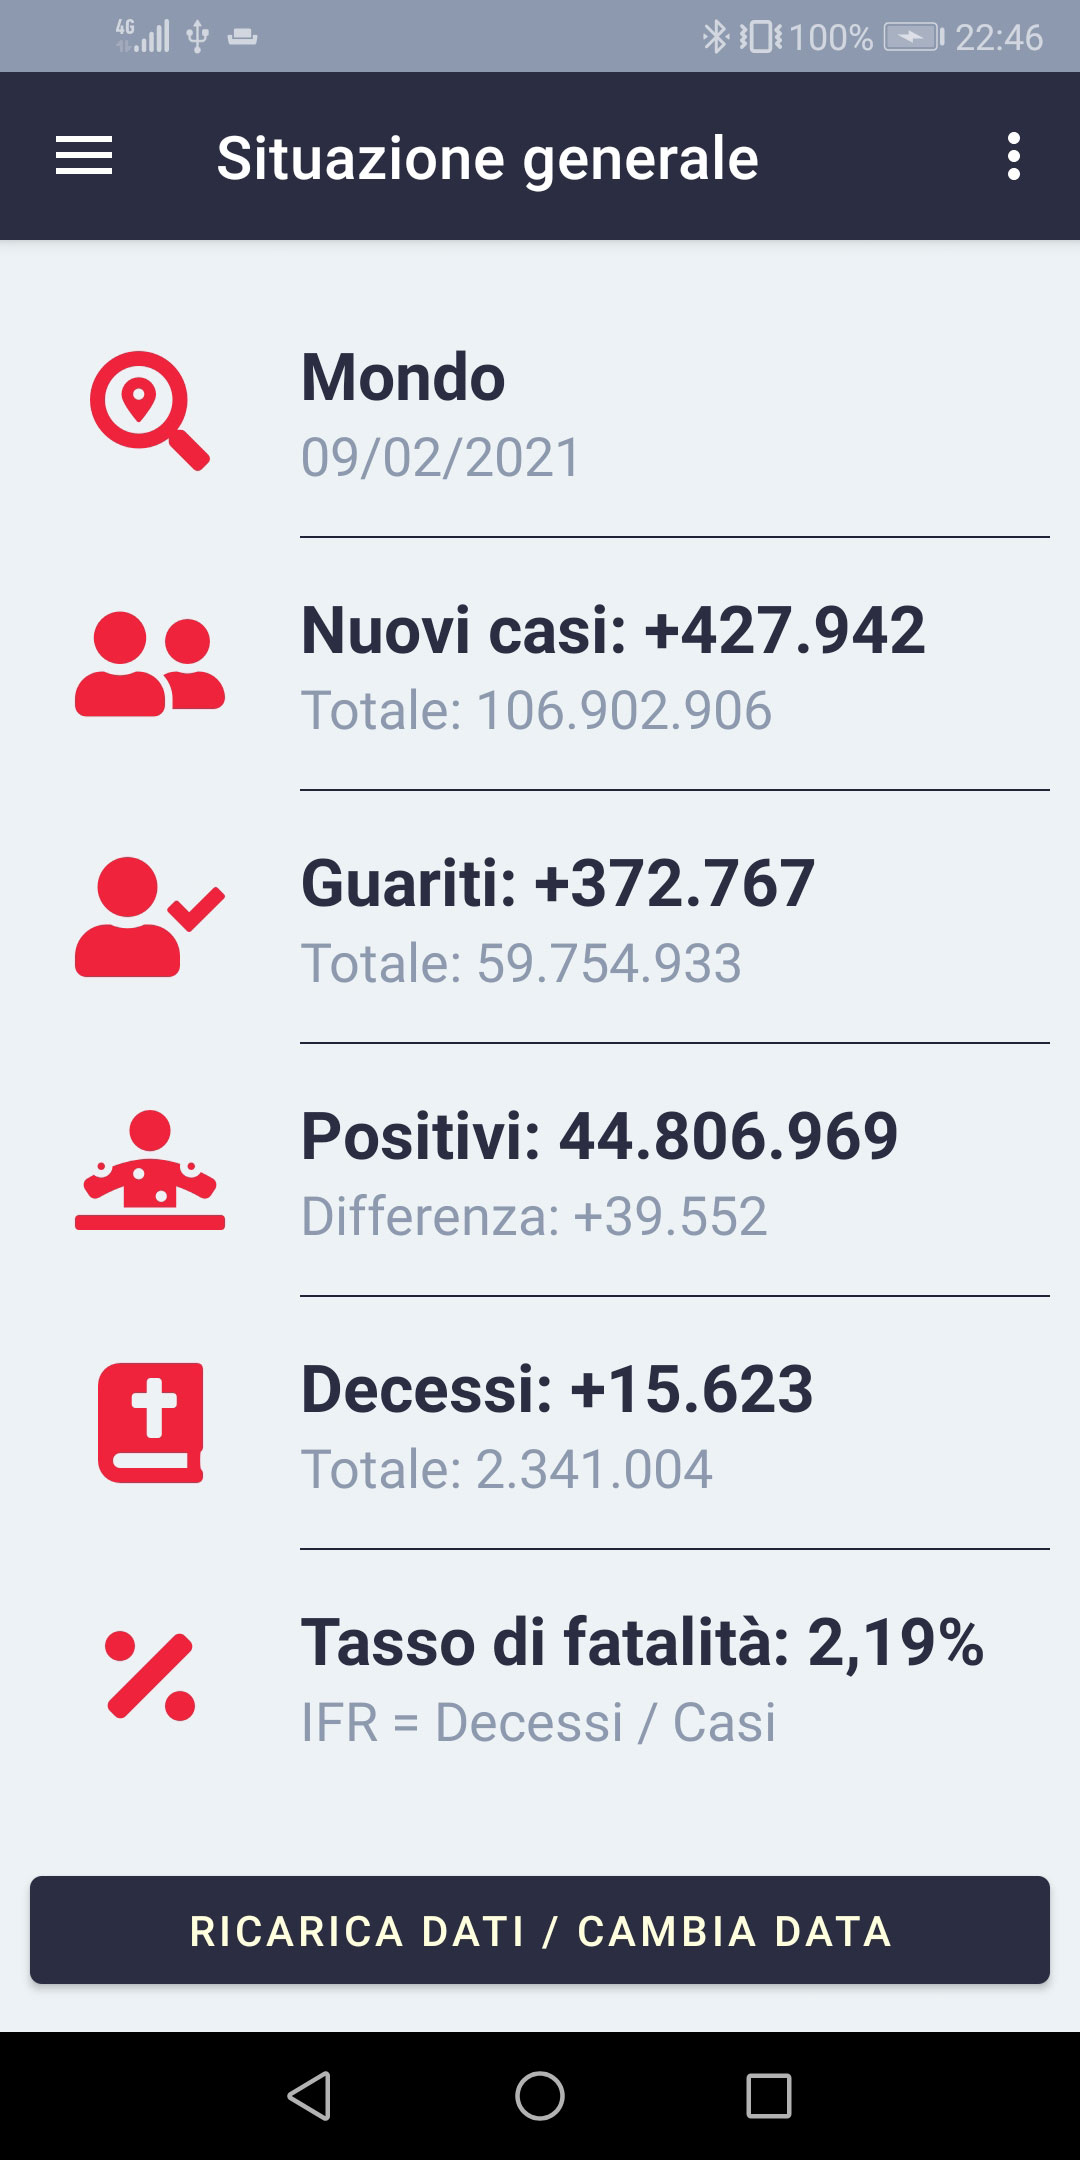 4G
100% 22:46
Situazione generale
Mondo
09/02/2021
Nuovi casi: +427.942
Totale: 106.902.906
Guariti: +372.767
Totale: 59.754.933
Positivi: 44.806.969
Differenza: +39.552
Decessi: +15.623
Totale: 2.341.004
Tasso di fatalità: 2,19%
IFR = Decessi / Casi
RICARICA DATI / CAMBIA DATA